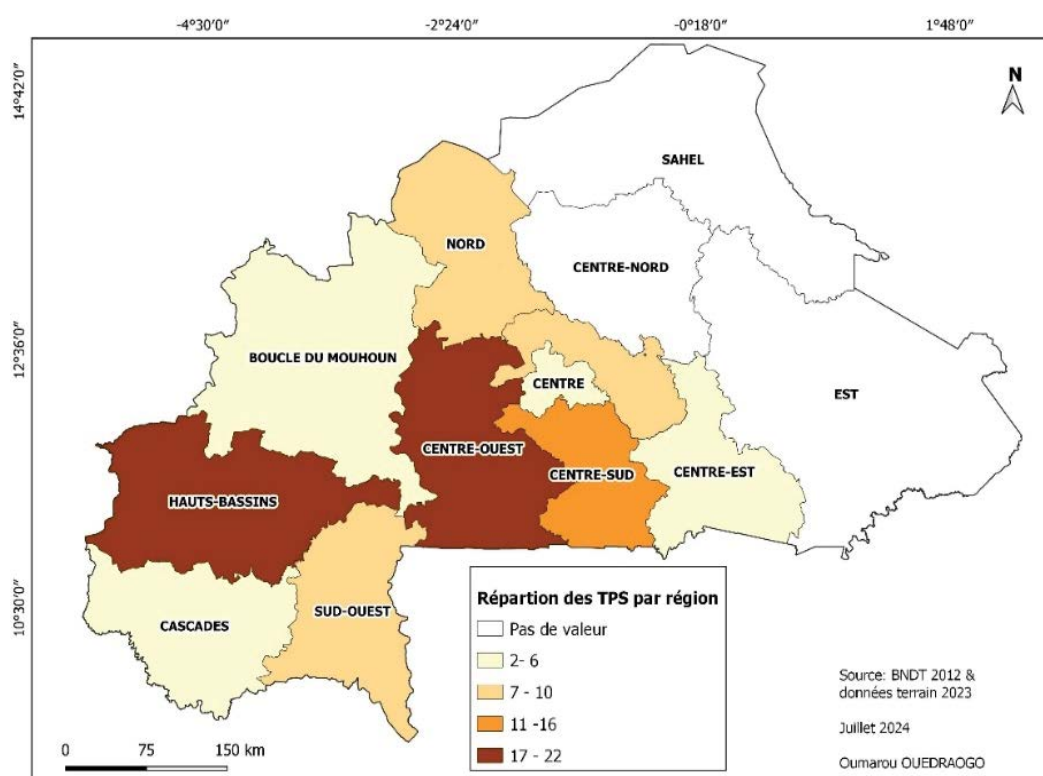 -4°30'0" -2°24'0" -0°18'0" 1°48'0"
14°42'0"
N
SAHEL
NORD
CENTRE-NORD
12°36'0"
BOUCLE DU MOUHOUN
CENTRE
EST
CENTRE-OUEST
CENTRE-SUD
CENTRE-EST
HAUTS-BASSINS
10°30'0"
CASCADES
SUD-OUEST
Répartion des TPS par région
Pas de valeur
2- 6
7 - 10
11 -16
17 - 22
Source: BNDT 2012 &
données terrain 2023
Juillet 2024
Oumarou OUEDRAOGO
0 75 150 km